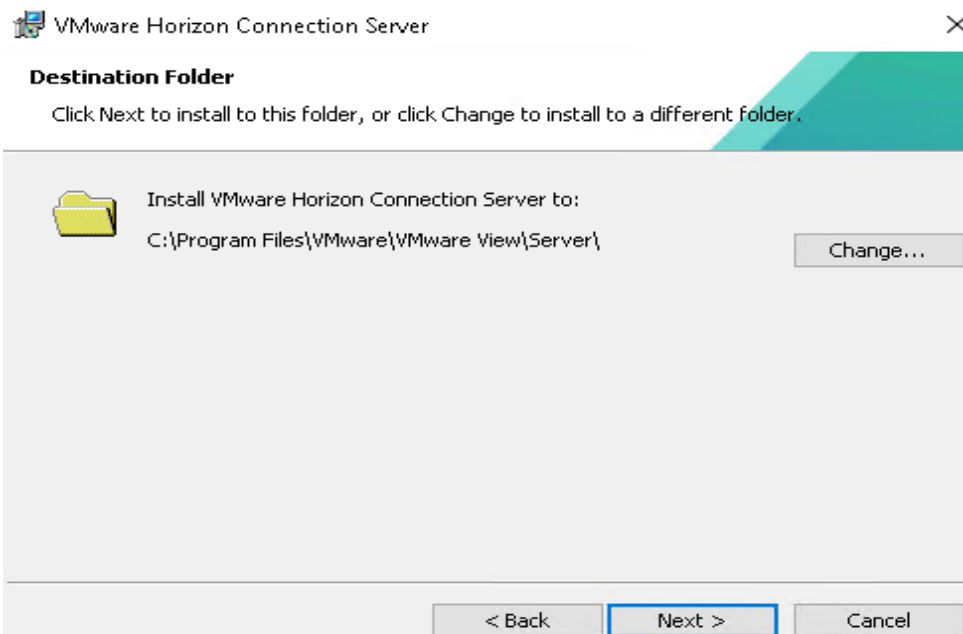 VMware Horizon Connection Server
Destination Folder
Click Next to install to this folder, or click Change to install to a different folder.
Install VMware Horizon Connection Server to:
C:\Program Files\VMware\VMware View\Server\
Change...
< Back
Next >
Cancel